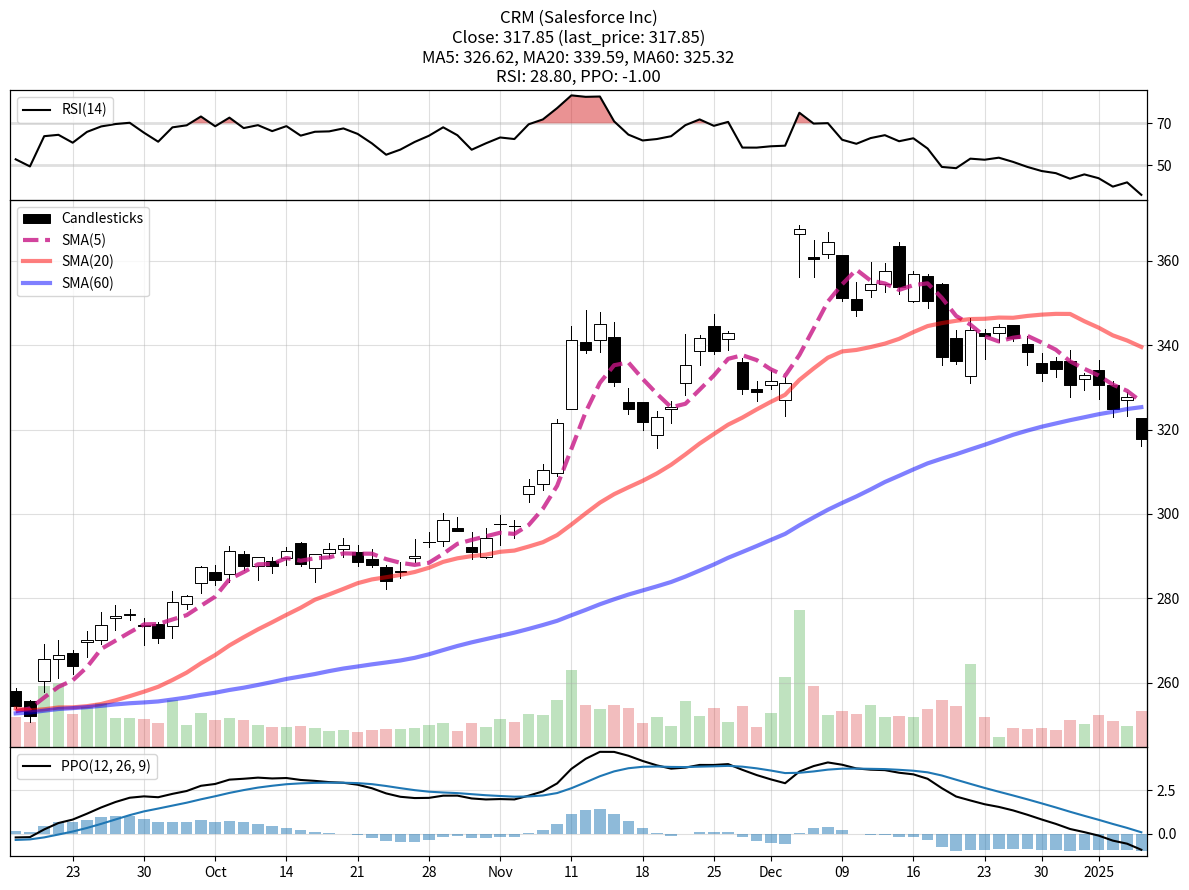 CRM (Salesforce Inc)
Close: 317.85 (last_price: 317.85)
MA5: 326.62, MA20: 339.59, MA60: 325.32
RSI: 28.80, PPO: -1.00
RSI(14)
70
50
Candlesticks
SMA(5)
SMA(20)
SMA(60)
360
340
320
300
280
260
PPO(12, 26, 9)
2.5
0.0
23 30 Oct 14 21 28 Nov 11 18 25 Dec 09 16 23 30 2025